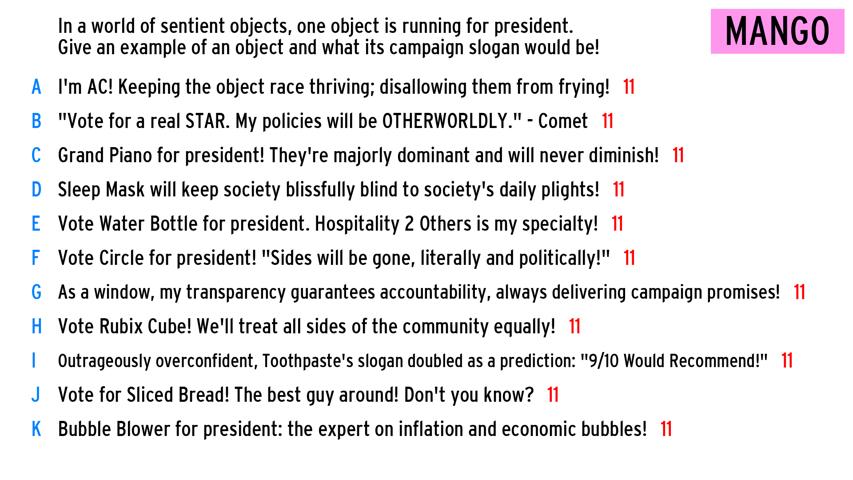 In a world of sentient objects, one object is running for president.
Give an example of an object and what its campaign slogan would be!
MANGO
A I'm AC! Keeping the object race thriving; disallowing them from frying! 11
B "Vote for a real STAR. My policies will be OTHERWORLDLY." - Comet 11
C Grand Piano for president! They're majorly dominant and will never diminish! 11
D Sleep Mask will keep society blissfully blind to society's daily plights! 11
E Vote Water Bottle for president. Hospitality 2 Others is my specialty! 11
F Vote Circle for president! "Sides will be gone, literally and politically!" 11
G As a window, my transparency guarantees accountability, always delivering campaign promises! 11
H Vote Rubix Cube! We'll treat all sides of the community equally! 11
I Outrageously overconfident, Toothpaste's slogan doubled as a prediction: "9/10 Would Recommend!" 11
J Vote for Sliced Bread! The best guy around! Don't you know? 11
K Bubble Blower for president: the expert on inflation and economic bubbles! 11